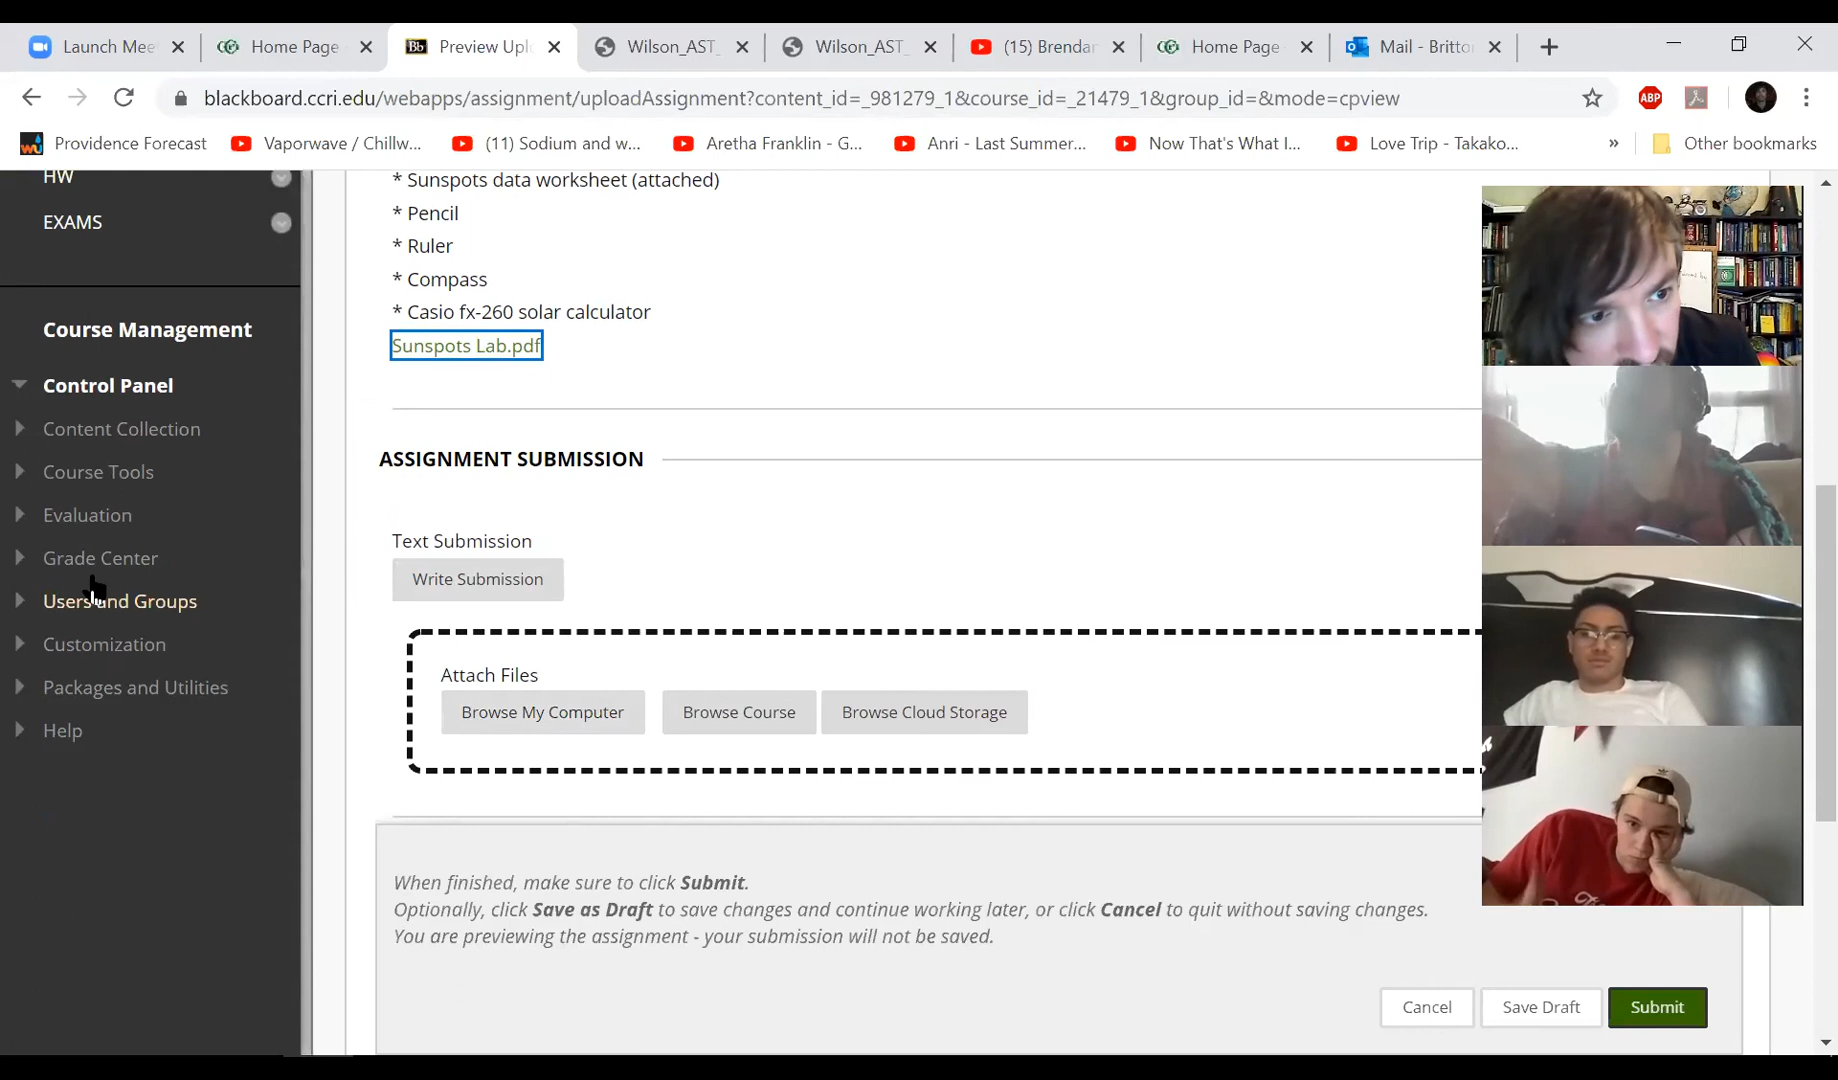 Launch Mee
Home Page
Preview Uplo
Wilson_AST_
Wilson_AST_
(15) Brendan
Home Page
Mail - Britto
blackboard.ccri.edu/webapps/assignment/uploadAssignment?content_id=_981279_1&course_id=_21479_1&group_id=&mode=cpview
ABP
Providence Forecast
Vaporwave / Chillw...
(11) Sodium and w...
Aretha Franklin - G...
Anri - Last Summer...
Now That's What I...
Love Trip - Takako...
»
Other bookmarks
HW
EXAMS
Course Management
Control Panel
Content Collection
Course Tools
Evaluation
Grade Center
Users and Groups
Customization
Packages and Utilities
Help
* Sunspots data worksheet (attached)
* Pencil
* Ruler
* Compass
* Casio fx-260 solar calculator
Sunspots Lab.pdf
ASSIGNMENT SUBMISSION
Text Submission
Write Submission
Attach Files
Browse My Computer
Browse Course
Browse Cloud Storage
When finished, make sure to click Submit.
Optionally, click Save as Draft to save changes and continue working later, or click Cancel to quit without saving changes.
You are previewing the assignment - your submission will not be saved.
Cancel
Save Draft
Submit